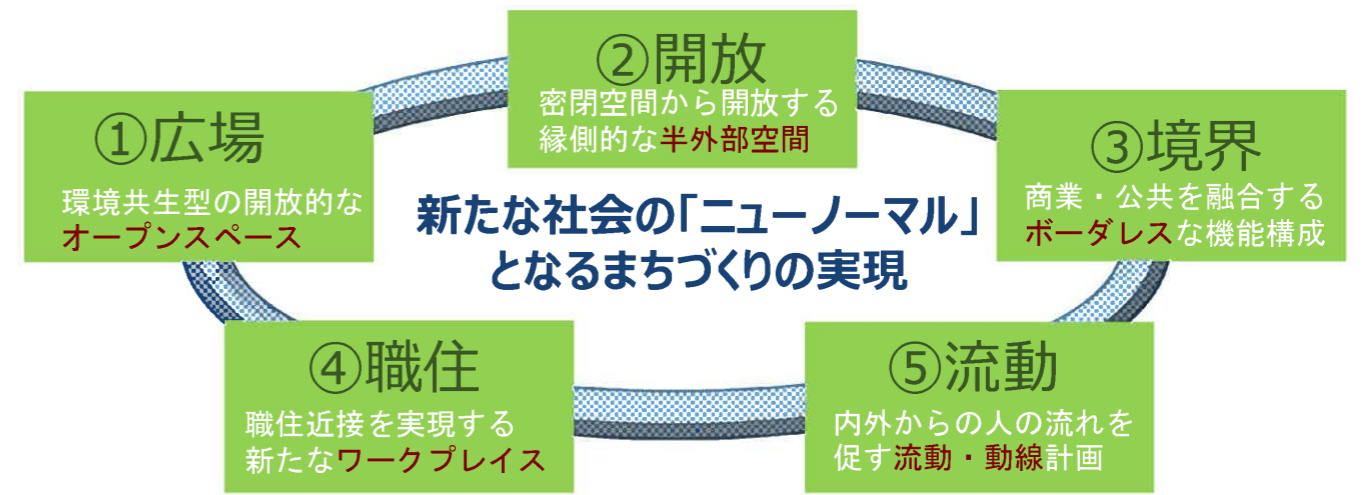 ①広場
環境共生型の開放的な
オープンスペース
②開放
密閉空間から開放する
縁側的な半外部空間
③境界
商業・公共を融合する
ボーダレスな機能構成
新たな社会の「ニューノーマル」
となるまちづくりの実現
④職住
職住近接を実現する
新たなワークプレイス
⑤流動
内外からの人の流れを
促す流動・動線計画